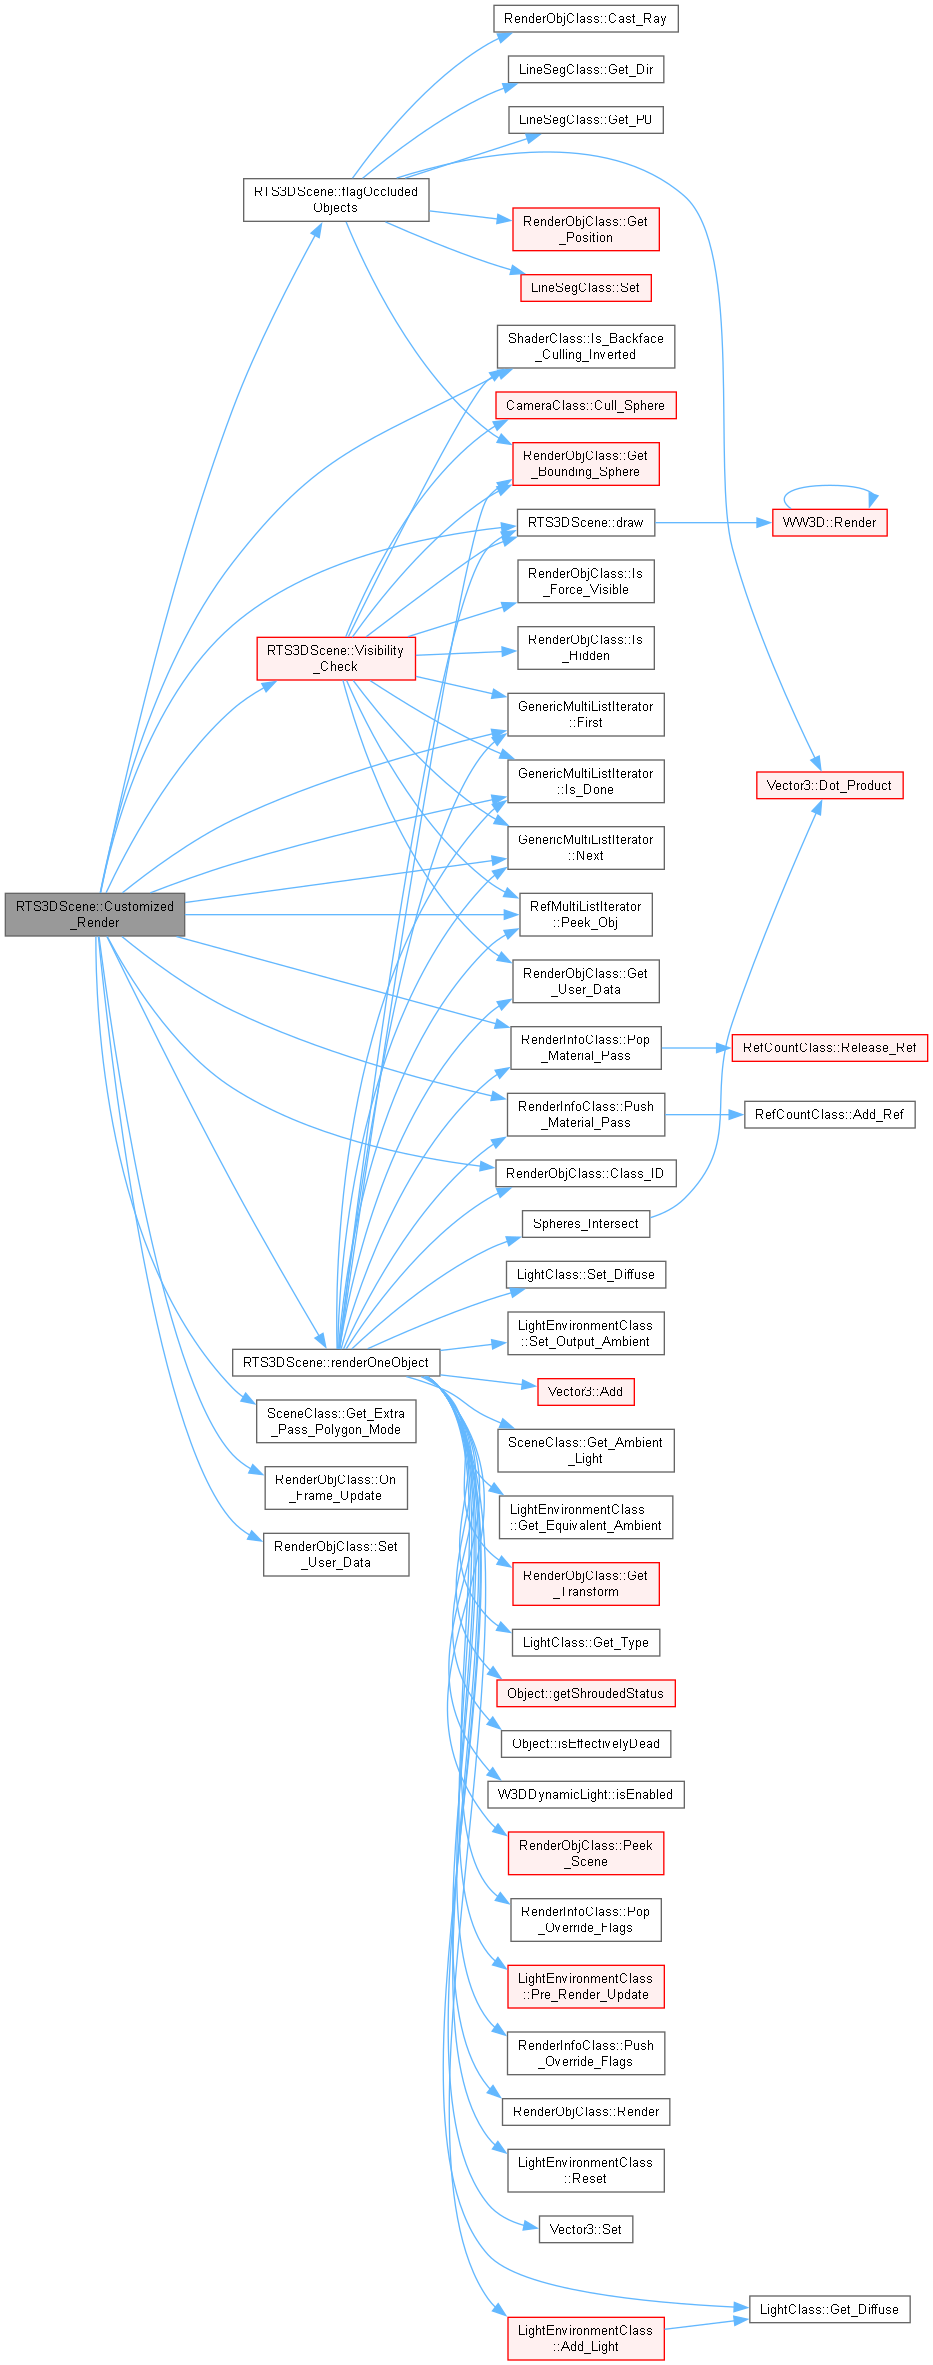 RenderObjClass::Cast_Ray
LineSegClass::Get_Dir
LineSegClass::Get_P0
RTS3DScene::flagOccluded
Objects
RenderObjClass::Get
_Position
LineSegClass::Set
ShaderClass::Is_Backface
_Culling_Inverted
CameraClass::Cull_Sphere
RenderObjClass::Get
_Bounding_Sphere
RTS3DScene::draw
WW3D::Render
RenderObjClass::Is
_Force_Visible
RTS3DScene::Visibility
_Check
RenderObjClass::Is
_Hidden
GenericMultiListIterator
::First
GenericMultiListIterator
::Is_Done
Vector3::Dot_Product
GenericMultiListIterator
::Next
RTS3DScene::Customized
_Render
RefMultiListIterator
::Peek_Obj
RenderObjClass::Get
_User_Data
RenderInfoClass::Pop
_Material_Pass
RefCountClass::Release_Ref
RenderInfoClass::Push
_Material_Pass
RefCountClass::Add_Ref
RenderObjClass::Class_ID
Spheres_Intersect
LightClass::Set_Diffuse
LightEnvironmentClass
::Set_Output_Ambient
RTS3DScene::renderOneObject
Vector3::Add
SceneClass::Get_Extra
_Pass_Polygon_Mode
SceneClass::Get_Ambient
_Light
RenderObjClass::On
_Frame_Update
LightEnvironmentClass
::Get_Equivalent_Ambient
RenderObjClass::Set
_User_Data
RenderObjClass::Get
_Transform
LightClass::Get_Type
Object::getShroudedStatus
Object::isEffectivelyDead
W3DDynamicLight::isEnabled
RenderObjClass::Peek
_Scene
RenderInfoClass::Pop
_Override_Flags
LightEnvironmentClass
::Pre_Render_Update
RenderInfoClass::Push
_Override_Flags
RenderObjClass::Render
LightEnvironmentClass
::Reset
Vector3::Set
LightClass::Get_Diffuse
LightEnvironmentClass
::Add_Light